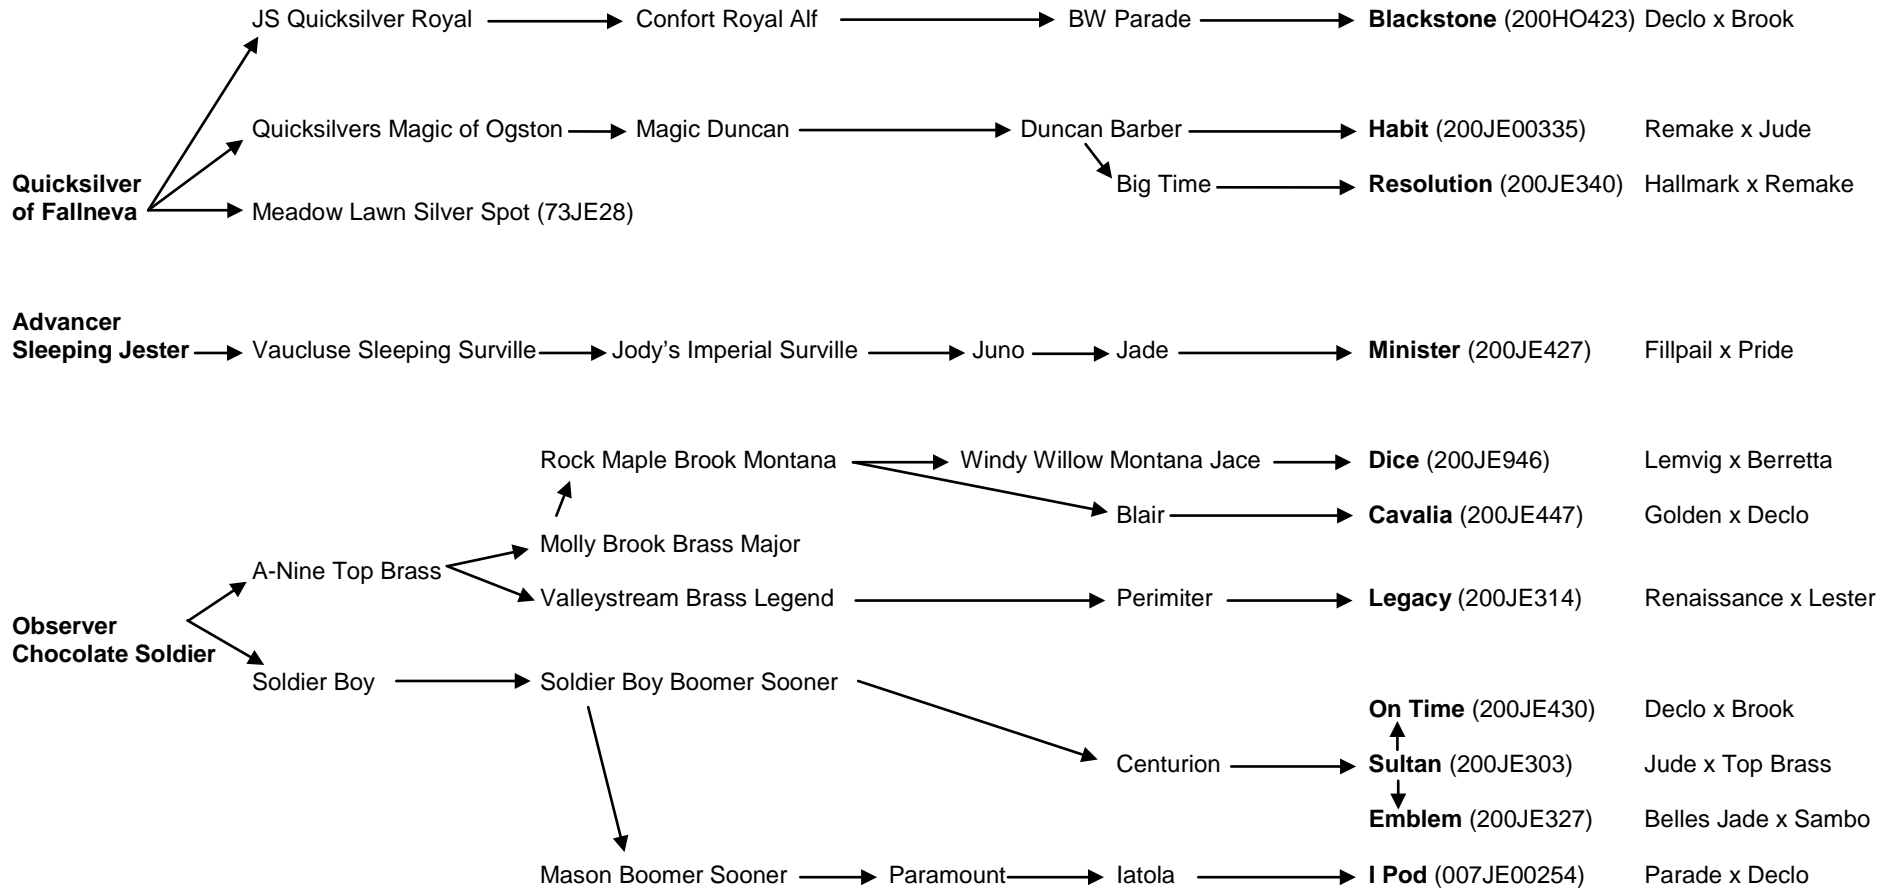 JS Quicksilver Royal Confort Royal Alf BW Parade Blackstone (200HO423) Declo x Brook
Quicksilvers Magic of Ogston Magic Duncan Duncan Barber Habit (200JE00335) Remake x Jude
Quicksilver
of Fallneva
Big Time Resolution (200JE340) Hallmark x Remake
Meadow Lawn Silver Spot (73JE28)
Advancer
Sleeping Jester Vaucluse Sleeping Surville Jody's Imperial Surville Juno Jade Minister (200JE427) Fillpail x Pride
Rock Maple Brook Montana Windy Willow Montana Jace Dice (200JE946) Lemvig x Berretta
Blair Cavalia (200JE447) Golden x Declo
Molly Brook Brass Major
A-Nine Top Brass
Valleystream Brass Legend Perimiter Legacy (200JE314) Renaissance x Lester
Observer
Chocolate Soldier
Soldier Boy Soldier Boy Boomer Sooner
On Time (200JE430) Declo x Brook
Centurion Sultan (200JE303) Jude x Top Brass
Emblem (200JE327) Belles Jade x Sambo
Mason Boomer Sooner Paramount Iatola I Pod (007JE00254) Parade x Declo